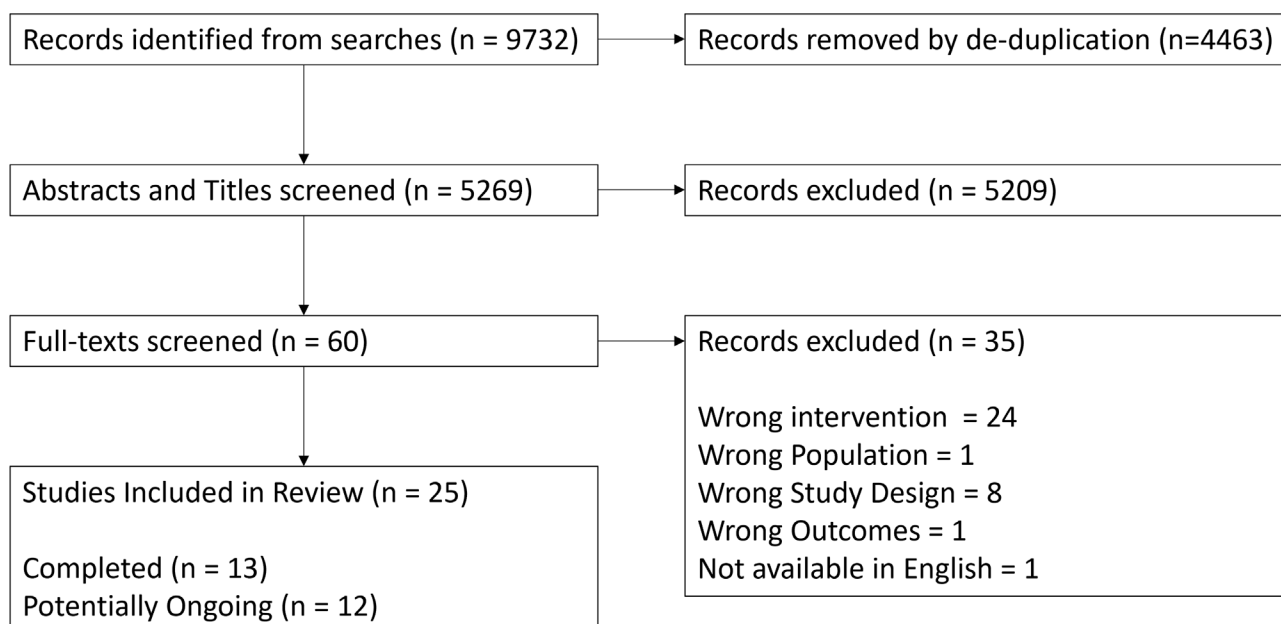 Records identified from searches (n = 9732)
Records removed by de-duplication (n=4463)
Abstracts and Titles screened (n = 5269)
Records excluded (n = 5209)
Full-texts screened (n = 60)
Records excluded (n = 35)
Wrong intervention  = 24
Wrong Population = 1
Wrong Study Design = 8
Wrong Outcomes = 1
Not available in English = 1
Studies Included in Review (n = 25)
Completed (n = 13)
Potentially Ongoing (n = 12)